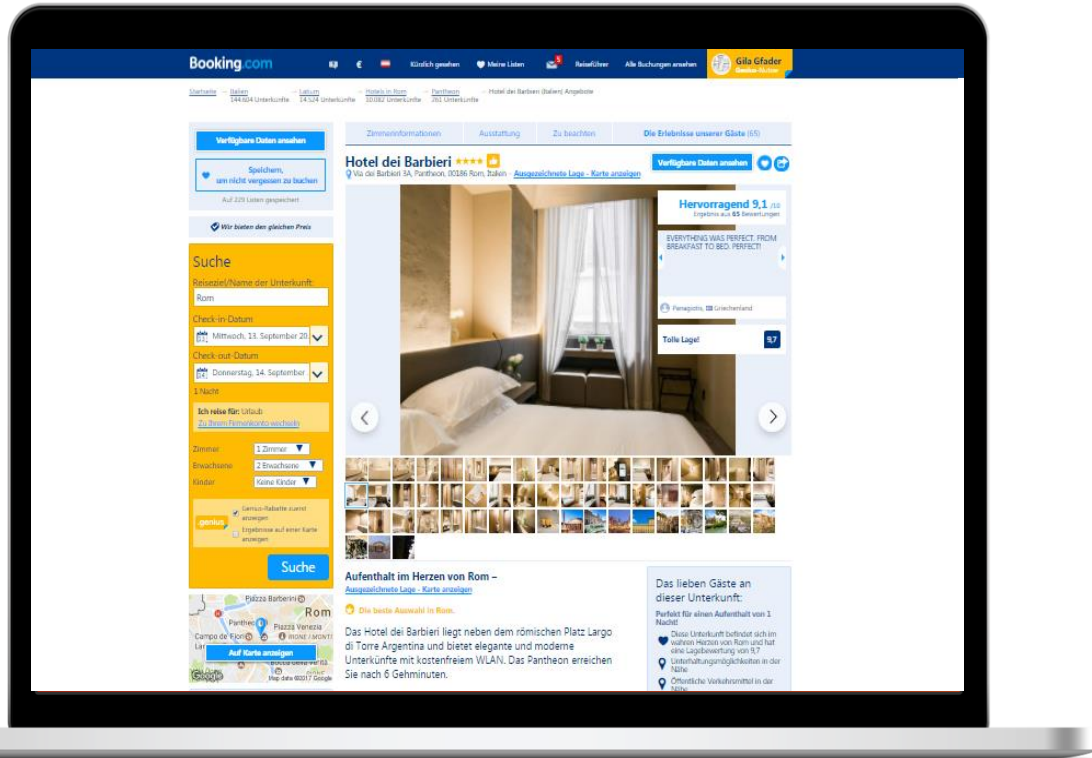 Booking.com
€
Kürzlich gesehen
Meine Listen
5
Reiseführer
Alle Buchungen ansehen
Gila Gfader
Genius-Nutzer
Startseite → Italien → Latium → Hotels in Rom → Pantheon → Hotel dei Barbieri (Italien) Angebote
144.604 Unterkünfte 14.524 Unterkünfte 10.082 Unterkünfte 261 Unterkünfte
Verfügbare Daten ansehen
Speichern,
um nicht vergessen zu buchen
Auf 229 Listen gespeichert
Wir bieten den gleichen Preis
Suche
Reiseziel/Name der Unterkunft:
Rom
Check-in-Datum
Mittwoch, 13. September 20
Check-out-Datum
Donnerstag, 14. September
1 Nacht
Ich reise für: Urlaub
Zu Ihrem Firmenkonto wechseln
Zimmer 1 Zimmer
Erwachsene 2 Erwachsene
Kinder Keine Kinder
.genius
Genius-Rabatte zuerst
anzeigen
Ergebnisse auf einer Karte
anzeigen
Suche
Piazza Barberini
Rom
Piazza Venezia
Campo de' Fiori
RIONE I MONTI
Auf Karte anzeigen
Bocca della Verità
Google
Map data ©2017 Google
Zimmerinformationen
Ausstattung
Zu beachten
Die Erlebnisse unserer Gäste (65)
Hotel dei Barbieri
Via dei Barbieri 3A, Pantheon, 00186 Rom, Italien - Ausgezeichnete Lage - Karte anzeigen
Verfügbare Daten ansehen
Hervorragend 9,1 /10
Ergebnis aus 65 Bewertungen
EVERYTHING WAS PERFECT. FROM
BREAKFAST TO BED. PERFECT!
Panagiotis, Griechenland
Tolle Lage!
9,7
Aufenthalt im Herzen von Rom –
Ausgezeichnete Lage - Karte anzeigen
Die beste Auswahl in Rom.
Das Hotel dei Barbieri liegt neben dem römischen Platz Largo
di Torre Argentina und bietet elegante und moderne
Unterkünfte mit kostenfreiem WLAN. Das Pantheon erreichen
Sie nach 6 Gehminuten.
Das lieben Gäste an
dieser Unterkunft:
Perfekt für einen Aufenthalt von 1
Nacht!
Diese Unterkunft befindet sich im
wahren Herzen von Rom und hat
eine Lagebewertung von 9,7
Unterhaltungsmöglichkeiten in der
Nähe
Öffentliche Verkehrsmittel in der
Nähe